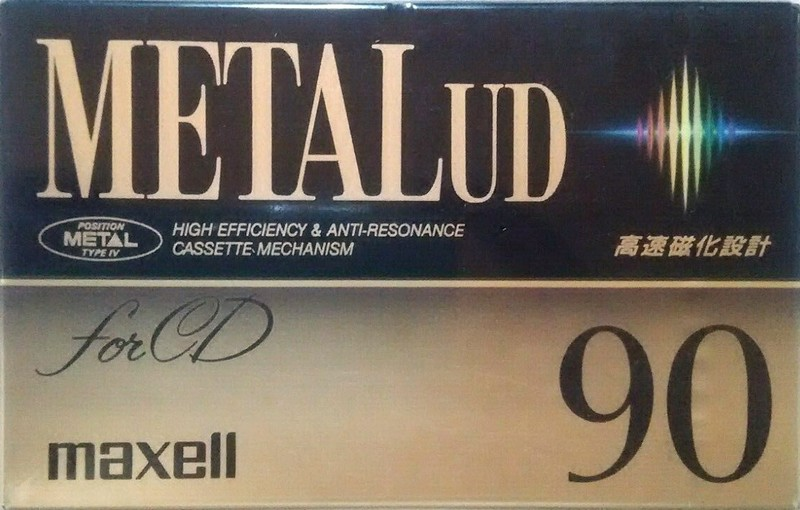 METAL UD
POSITION
METAL
TYPE IV
HIGH EFFICIENCY & ANTI-RESONANCE
CASSETTE MECHANISM
高速磁化設計
for CD
90
maxell